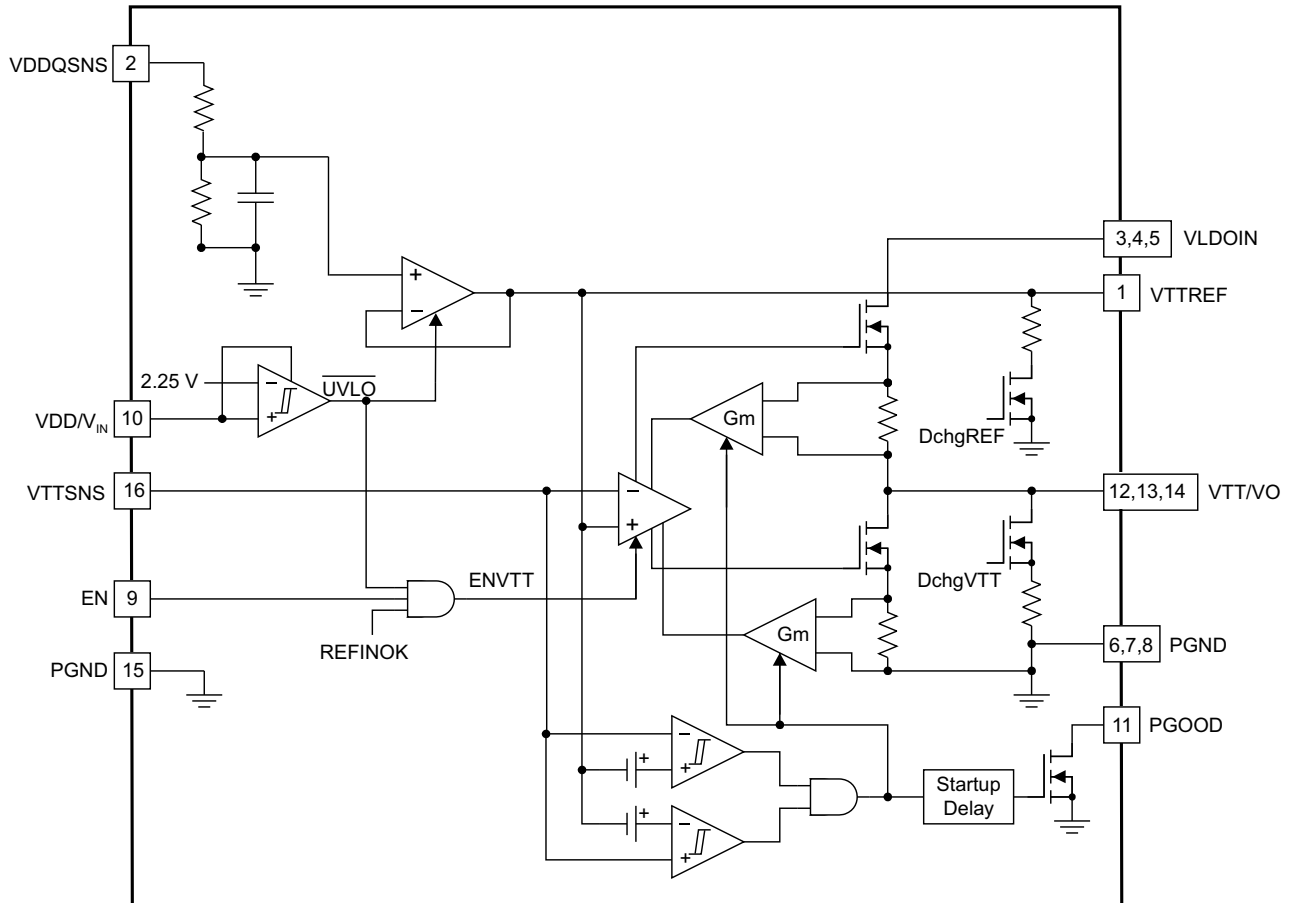 VDDQSNS 2
3,4,5 VLDOIN
+
1 VTTREF
−
2.25 V −
UVLO
VDD/VIN 10 +
Gm
DchgREF
VTTSNS 16
−
12,13,14 VTT/VO
+
DchgVTT
ENVTT
EN 9
Gm
REFINOK
6,7,8 PGND
PGND 15
11 PGOOD
−
+
+
Startup
Delay
+ −
+